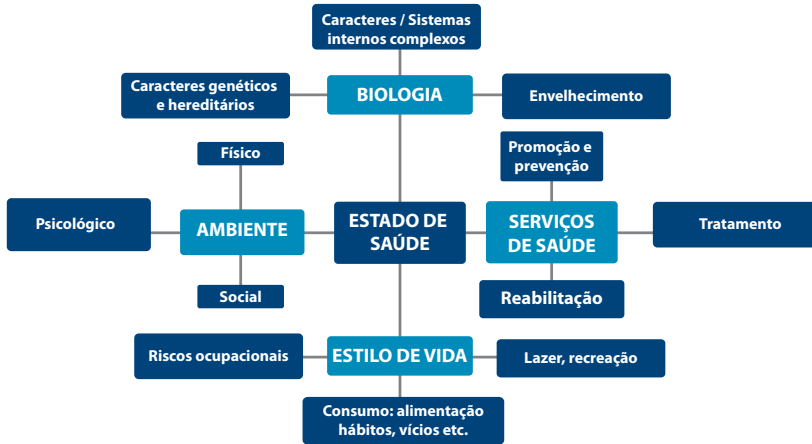 Caracteres / Sistemas
internos complexos
Caracteres genéticos
e hereditários
BIOLOGIA
Envelhecimento
Físico
Promoção e
prevenção
Psicológico
AMBIENTE
ESTADO DE
SAÚDE
SERVIÇOS
DE SAÚDE
Tratamento
Social
Reabilitação
Riscos ocupacionais
ESTILO DE VIDA
Lazer, recreação
Consumo: alimentação
hábitos, vícios etc.